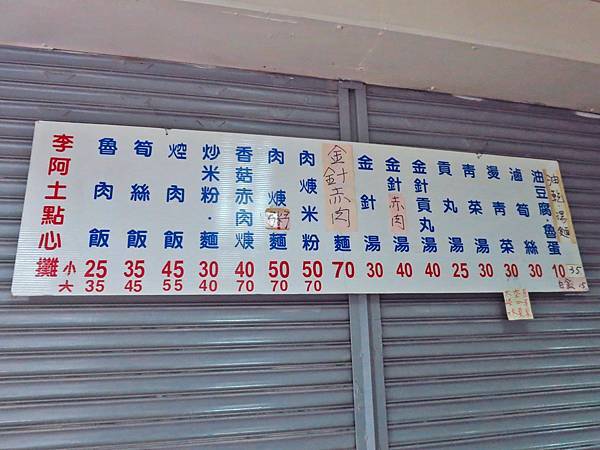 李阿土點心攤
小
大
魯肉飯
25
35
筍絲飯
35
45
焢肉飯
45
55
炒米粉·麵
30
40
香菇赤肉焿
40
70
肉焿麵
50
70
肉焿米粉
50
70
金針赤肉麵
70
金針湯
30
金針赤肉湯
40
金針貢丸湯
40
貢丸湯
25
青菜湯
30
燙青菜
30
滷筍絲
30
油豆腐·魯蛋
10
湯麵
35
15